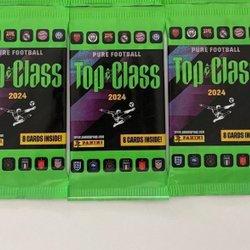 PURE FOOTBALL
PURE FOOTBALL
PURE FOOTBALL
Top Class
Top Class
Top Class
2024
2024
2024
8 CARDS INSIDE!
PANINI
8 CARDS INSIDE!
PANINI
8 CARDS INSIDE!